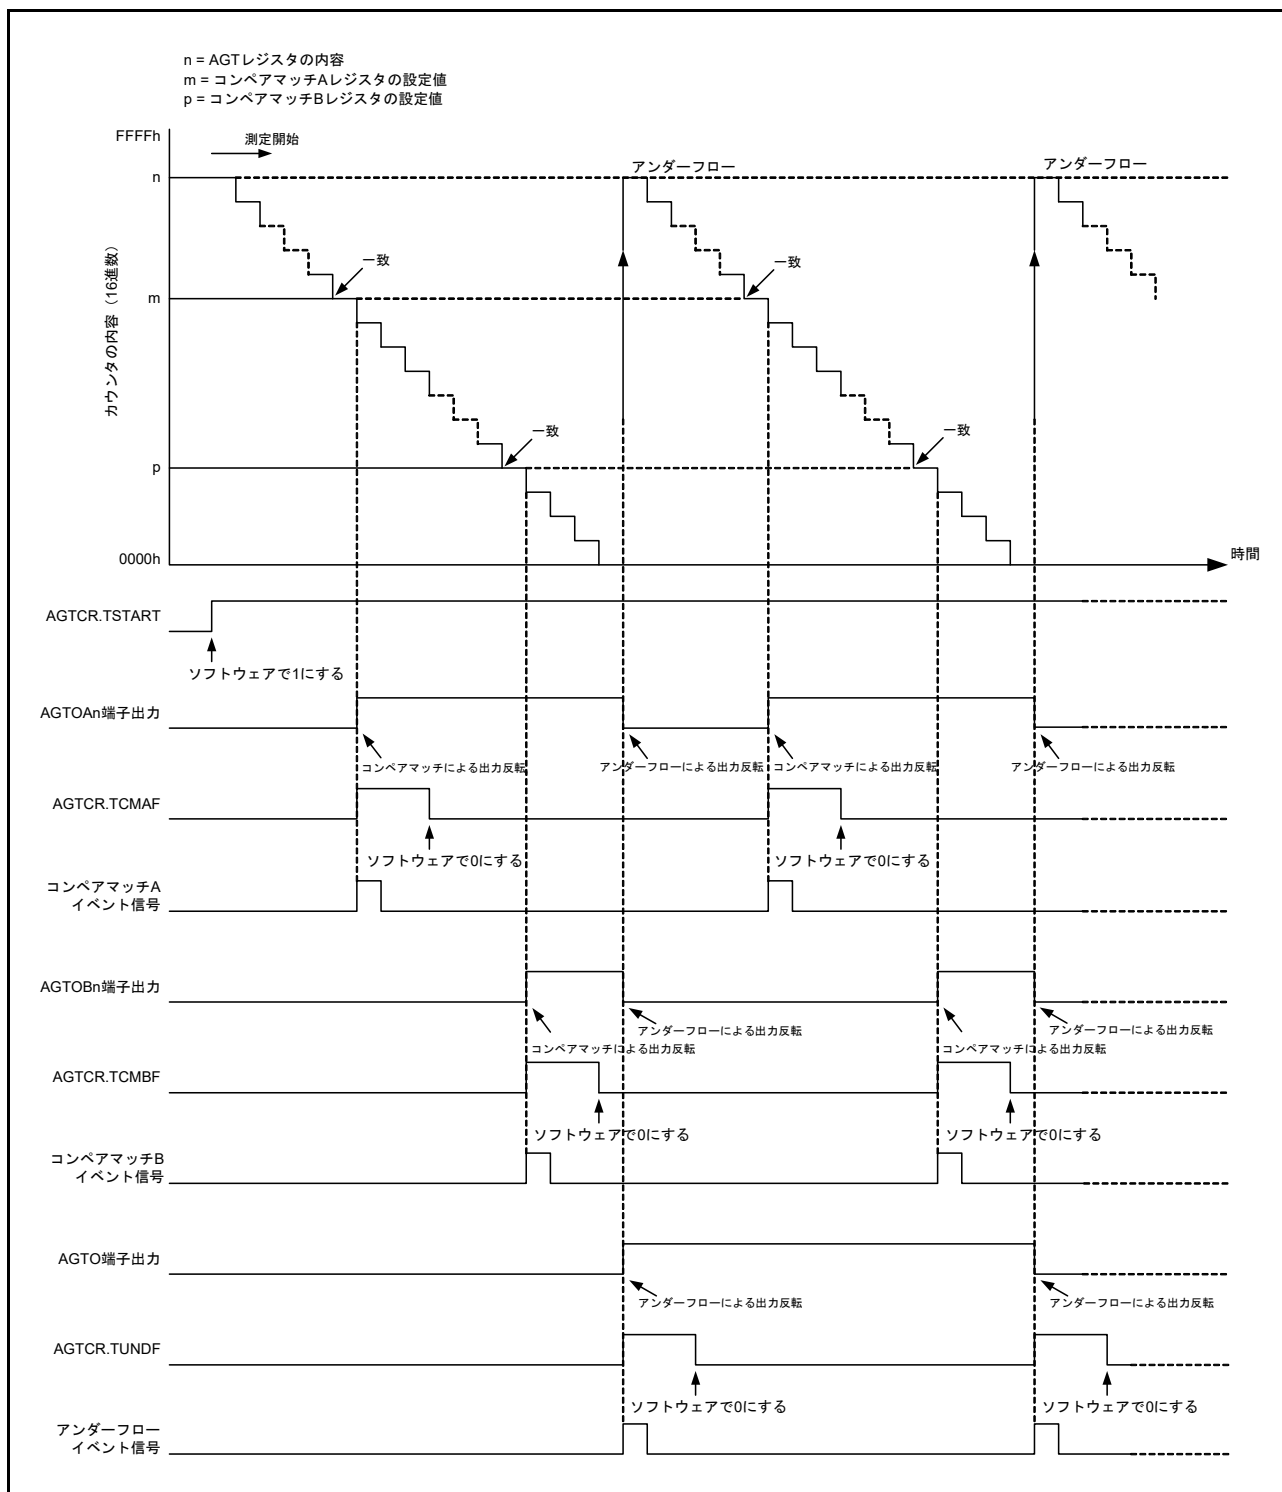 n = AGTレジスタの内容
m = コンペアマッチAレジスタの設定値
p = コンペアマッチBレジスタの設定値
FFFFh
測定開始
アンダーフロー
アンダーフロー
n
カウンタの内容（16進数）
一致
一致
m
一致
一致
p
0000h
時間
AGTCR.TSTART
ソフトウェアで1にする
AGTOAn端子出力
コンペアマッチによる出力反転
アンダーフローによる出力反転
コンペアマッチによる出力反転
アンダーフローによる出力反転
AGTCR.TCMAF
ソフトウェアで0にする
ソフトウェアで0にする
コンペアマッチA
イベント信号
AGTOBn端子出力
アンダーフローによる出力反転
アンダーフローによる出力反転
コンペアマッチによる出力反転
コンペアマッチによる出力反転
AGTCR.TCMBF
ソフトウェアで0にする
ソフトウェアで0にする
コンペアマッチB
イベント信号
AGTO端子出力
アンダーフローによる出力反転
アンダーフローによる出力反転
AGTCR.TUNDF
ソフトウェアで0にする
ソフトウェアで0にする
アンダーフロー
イベント信号